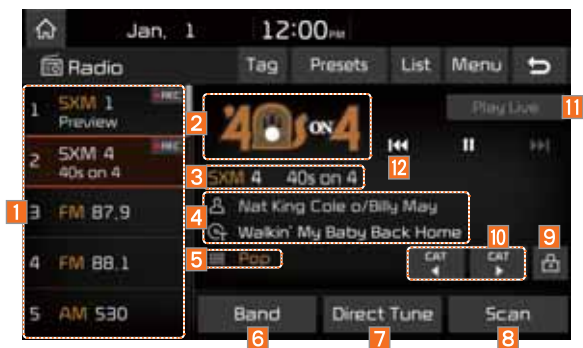 Jan, 1 12:00 PM
Radio Tag Presets List Menu
1 SXM 1 REC
Preview
2 SXM 4 REC
40s on 4
3 FM 87.9
4 FM 88.1
5 AM 530
1
2
'40s ON 4
Play Live
11
12
3
SXM 4 40s on 4
4
Nat King Cole o/Billy May
Walkin' My Baby Back Home
5
Pop
10
CAT CAT
9
Band Direct Tune Scan
6 7 8